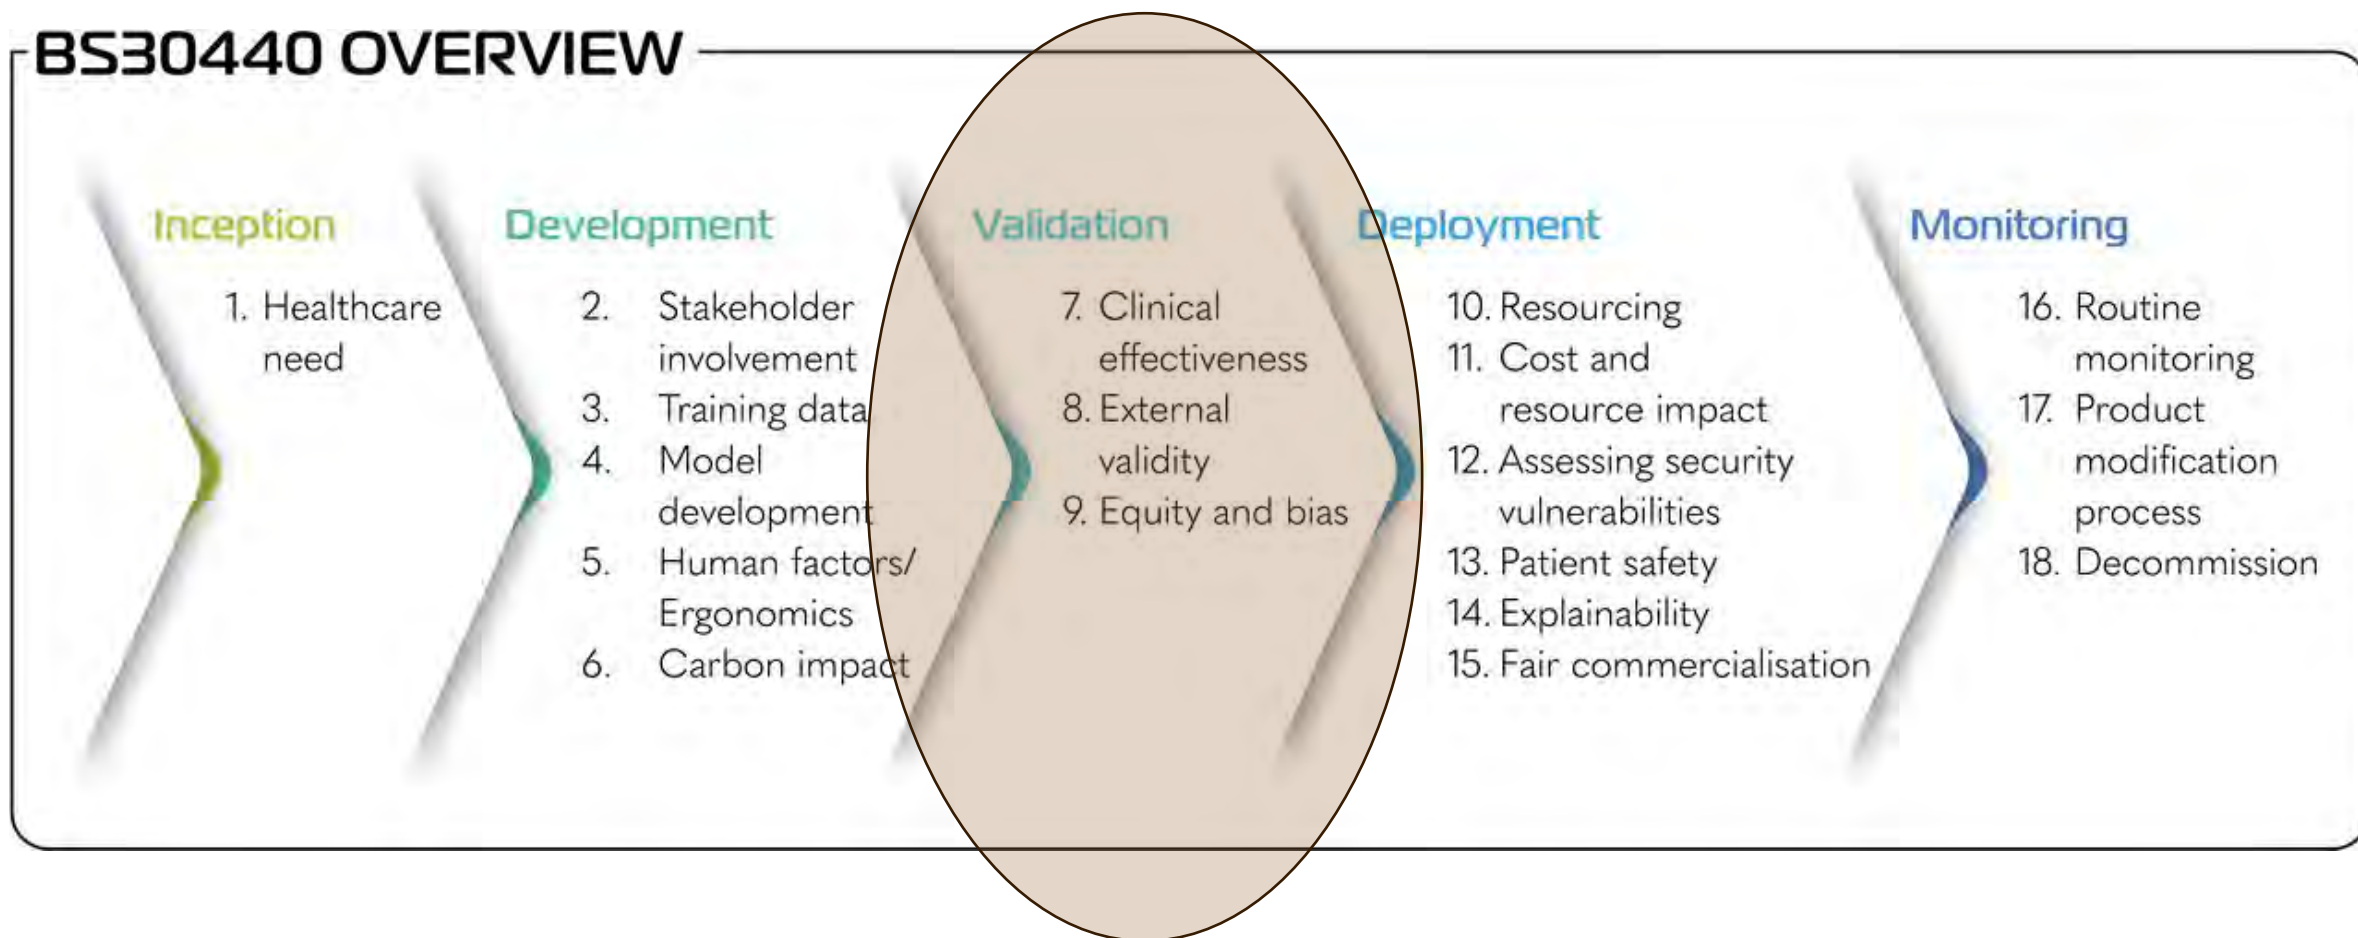 BS30440 OVERVIEW
Inception
1. Healthcare
need
Development
2. Stakeholder
involvement
3. Training data
4. Model
development
5. Human factors/
Ergonomics
6. Carbon impact
Validation
7. Clinical
effectiveness
8. External
validity
9. Equity and bias
Deployment
10. Resourcing
11. Cost and
resource impact
12. Assessing security
vulnerabilities
13. Patient safety
14. Explainability
15. Fair commercialisation
Monitoring
16. Routine
monitoring
17. Product
modification
process
18. Decommission